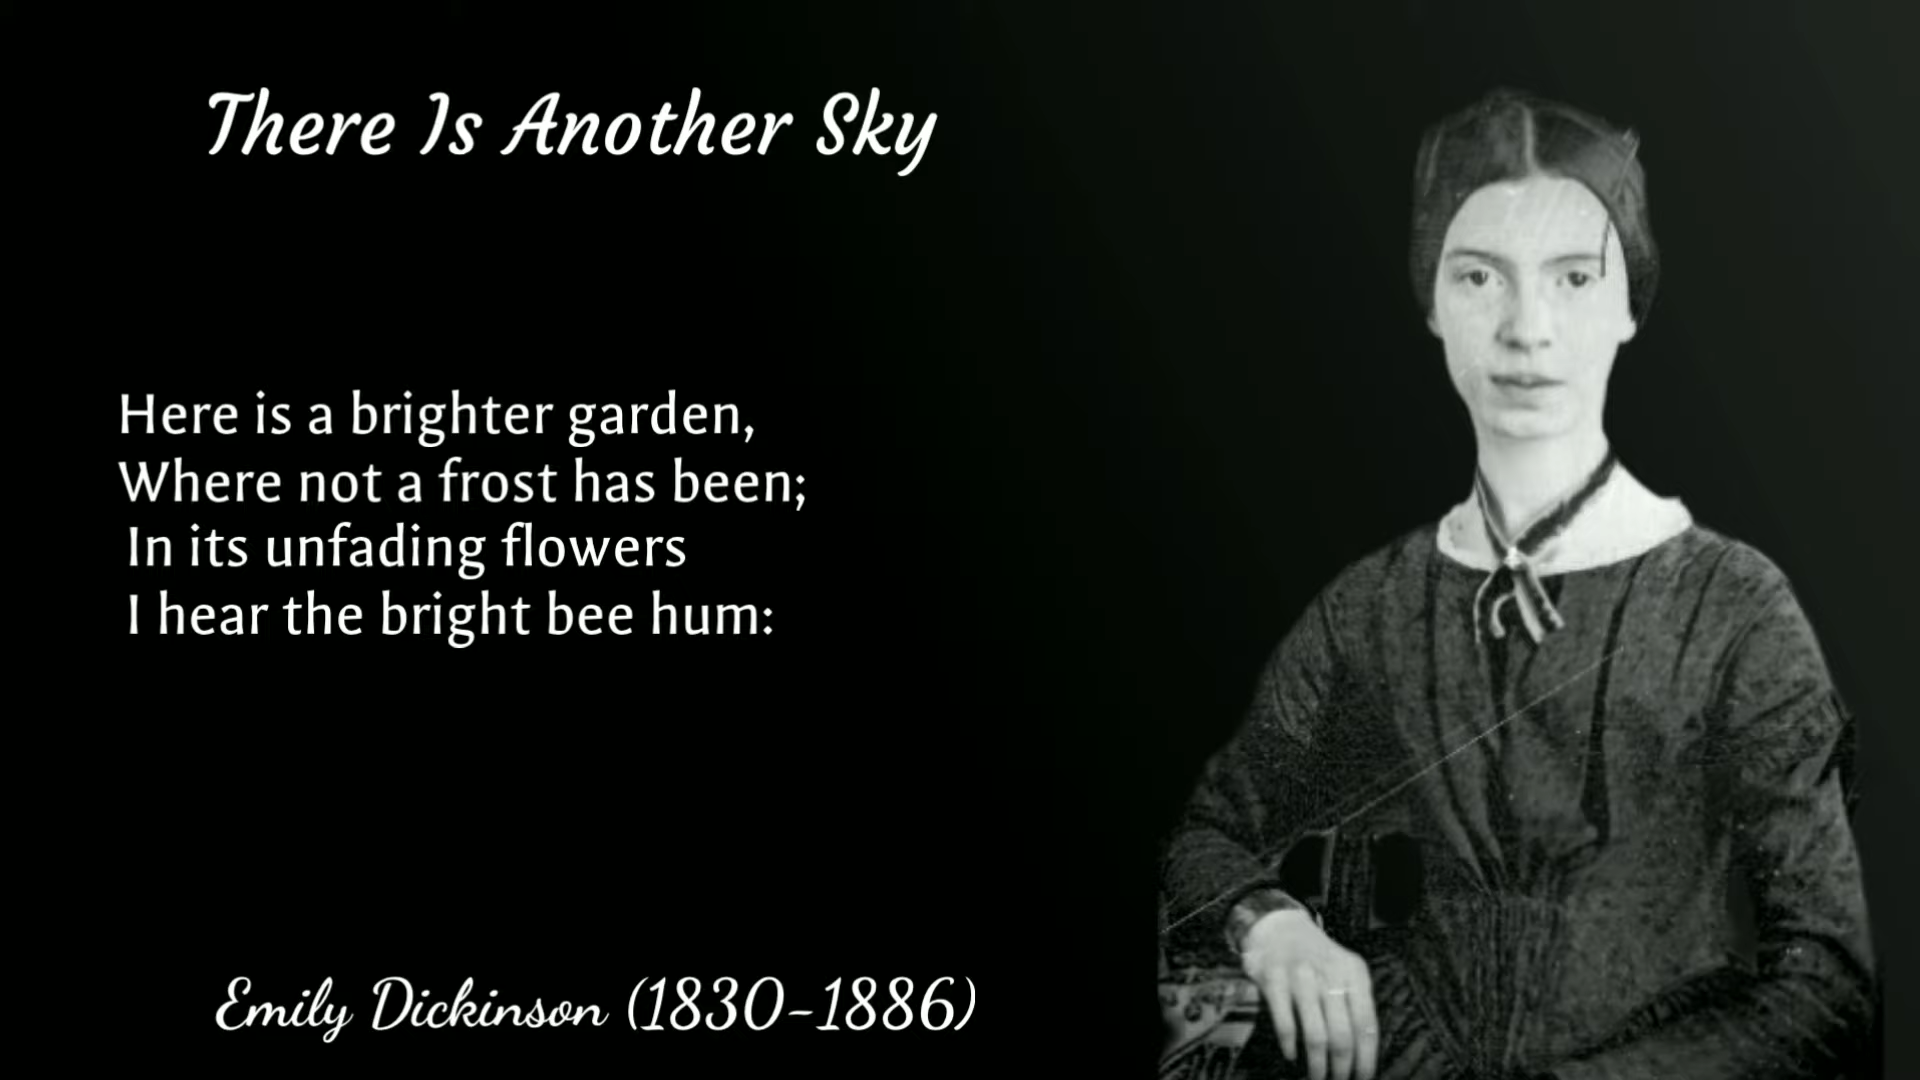 There Is Another Sky
Here is a brighter garden,
Where not a frost has been;
In its unfading flowers
I hear the bright bee hum:
Emily Dickinson (1830-1886)